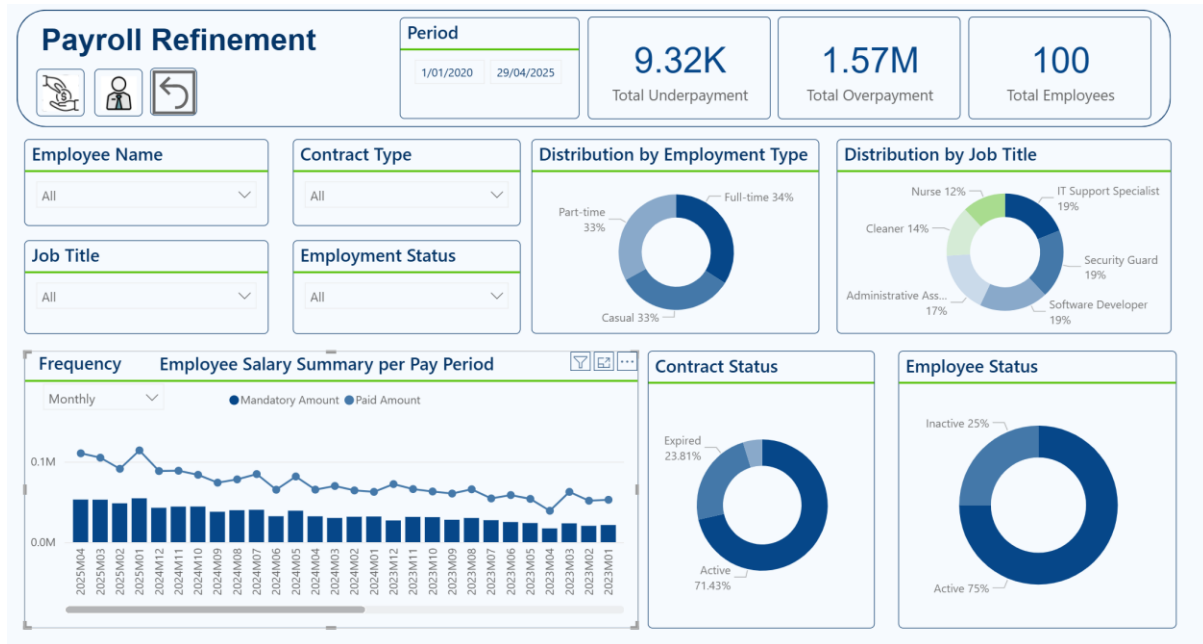 Payroll Refinement
Period
1/01/2020 29/04/2025
9.32K
Total Underpayment
1.57M
Total Overpayment
100
Total Employees
Employee Name
All
Contract Type
All
Job Title
All
Employment Status
All
Distribution by Employment Type
Full-time 34%
Part-time
33%
Casual 33%
Distribution by Job Title
Nurse 12%
IT Support Specialist
19%
Cleaner 14%
Security Guard
19%
Administrative Ass...
17%
Software Developer
19%
Frequency
Monthly
Employee Salary Summary per Pay Period
Mandatory Amount Paid Amount
0.1M
0.0M
2025M04
2025M03
2025M02
2025M01
2024M12
2024M11
2024M10
2024M09
2024M08
2024M07
2024M06
2024M05
2024M04
2024M03
2024M02
2024M01
2023M12
2023M11
2023M10
2023M09
2023M08
2023M07
2023M06
2023M05
2023M04
2023M03
2023M02
2023M01
Contract Status
Expired
23.81%
Active
71.43%
Employee Status
Inactive 25%
Active 75%